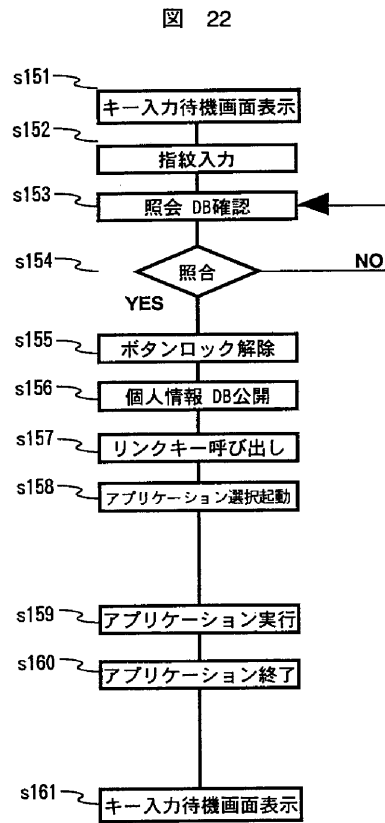 図 22
s151
キー入力待機画面表示
s152
指紋入力
s153
照会 DB確認
s154
照合
NO
YES
s155
ボタンロック解除
s156
個人情報 DB公開
s157
リンクキー呼び出し
s158
アプリケーション選択起動
s159
アプリケーション実行
s160
アプリケーション終了
s161
キー入力待機画面表示